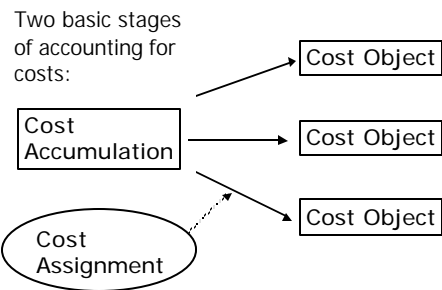 Two basic stages
of accounting for
costs:
Cost Object
Cost
Accumulation
Cost Object
Cost Object
Cost
Assignment